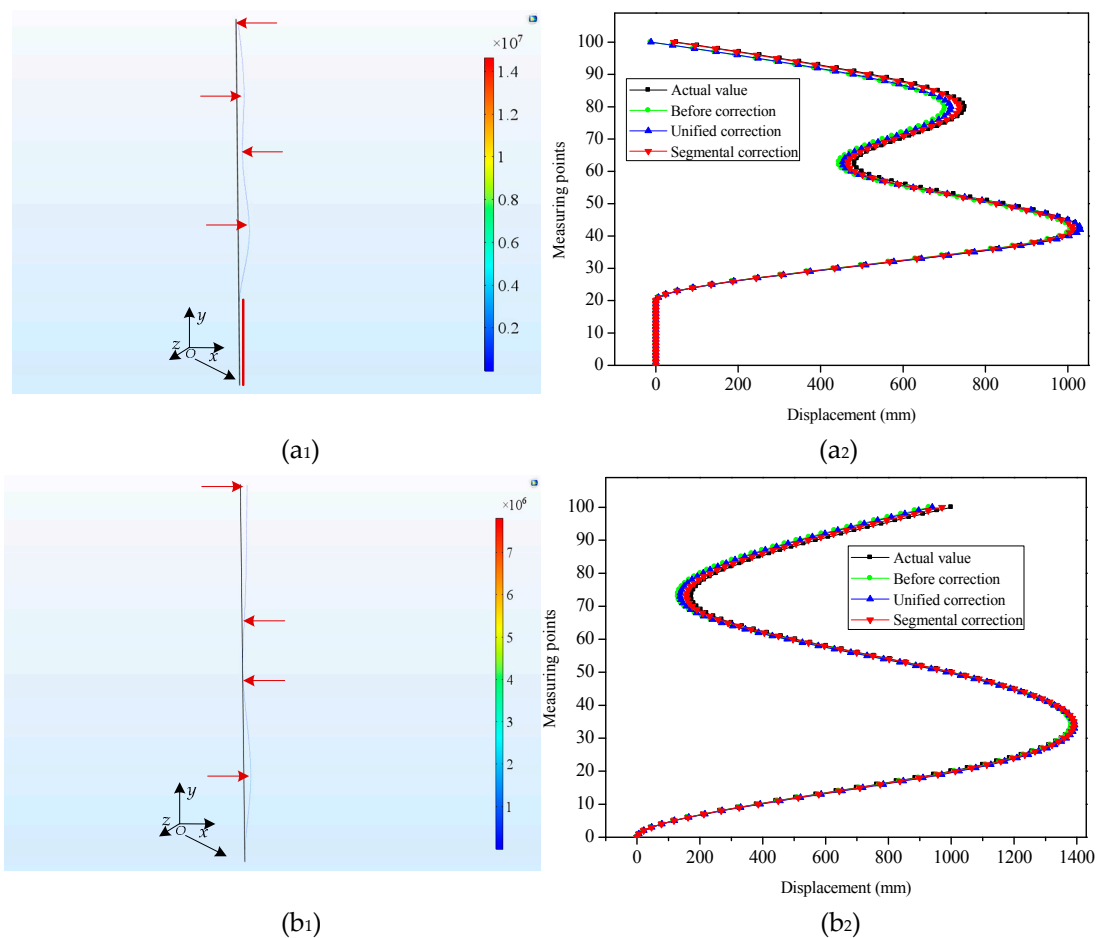 ×10⁷
1.4
1.2
1
0.8
0.6
0.4
0.2
y
z
O
x
(a₁)
Measuring points
100
90
80
70
60
50
40
30
20
10
0
Actual value
Before correction
Unified correction
Segmental correction
0 200 400 600 800 1000
Displacement (mm)
(a₂)
×10⁶
7
6
5
4
3
2
1
y
z
O
x
(b₁)
Measuring points
100
90
80
70
60
50
40
30
20
10
0
Actual value
Before correction
Unified correction
Segmental correction
0 200 400 600 800 1000 1200 1400
Displacement (mm)
(b₂)